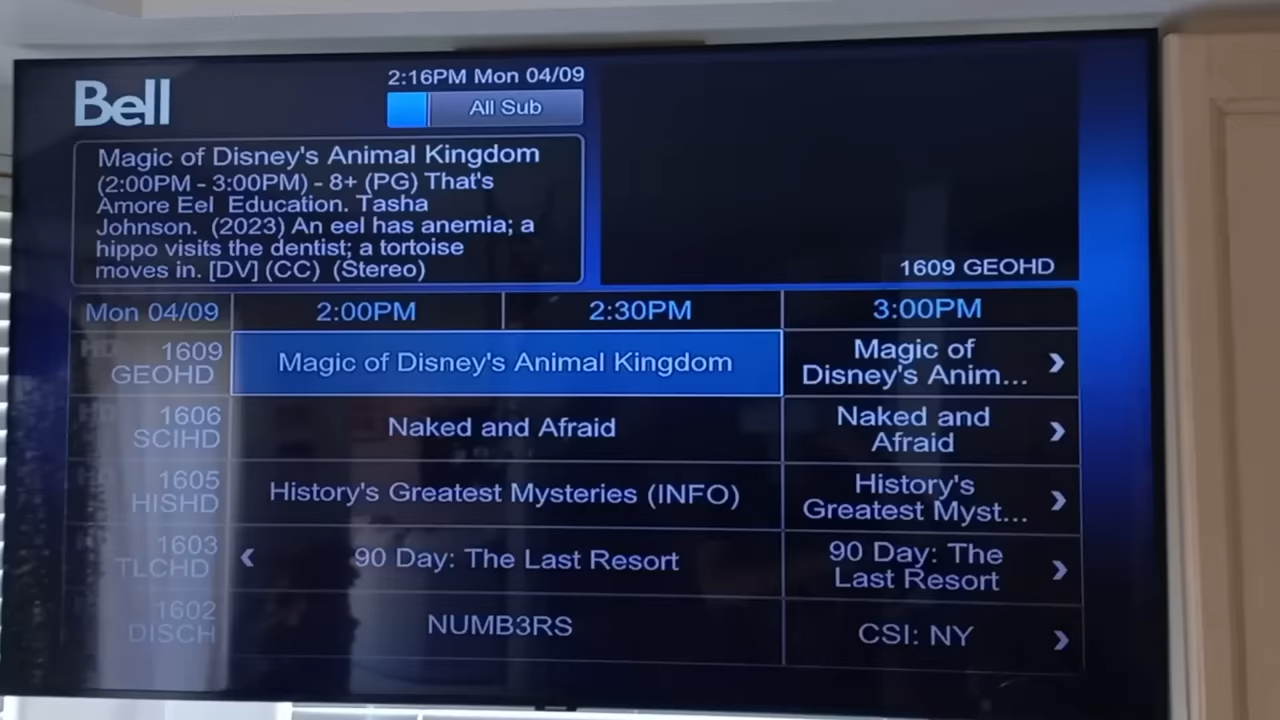 Bell
2:16PM Mon 04/09
All Sub
Magic of Disney's Animal Kingdom
(2:00PM - 3:00PM) - 8+ (PG) That's
Amore Eel Education. Tasha
Johnson. (2023) An eel has anemia; a
hippo visits the dentist; a tortoise
moves in. [DV] (CC) (Stereo)
1609 GEOHD
Mon 04/09 2:00PM 2:30PM 3:00PM
HD 1609
GEOHD
Magic of Disney's Animal Kingdom
Magic of
Disney's Anim...
HD 1606
SCIHD
Naked and Afraid
Naked and
Afraid
HD 1605
HISHD
History's Greatest Mysteries (INFO)
History's
Greatest Myst...
HD 1603
TLCHD
90 Day: The Last Resort
90 Day: The
Last Resort
1602
DISCH
NUMB3RS
CSI: NY